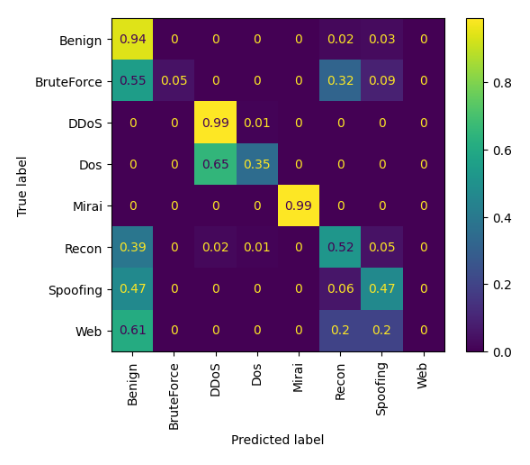 True label
Benign 0.94 0 0 0 0 0.02 0.03 0
BruteForce 0.55 0.05 0 0 0 0.32 0.09 0
DDoS 0 0 0.99 0.01 0 0 0 0
Dos 0 0 0.65 0.35 0 0 0 0
Mirai 0 0 0 0 0.99 0 0 0
Recon 0.39 0 0.02 0.01 0 0.52 0.05 0
Spoofing 0.47 0 0 0 0 0.06 0.47 0
Web 0.61 0 0 0 0 0.2 0.2 0
Benign BruteForce DDoS Dos Mirai Recon Spoofing Web
Predicted label
0.8
0.6
0.4
0.2
0.0